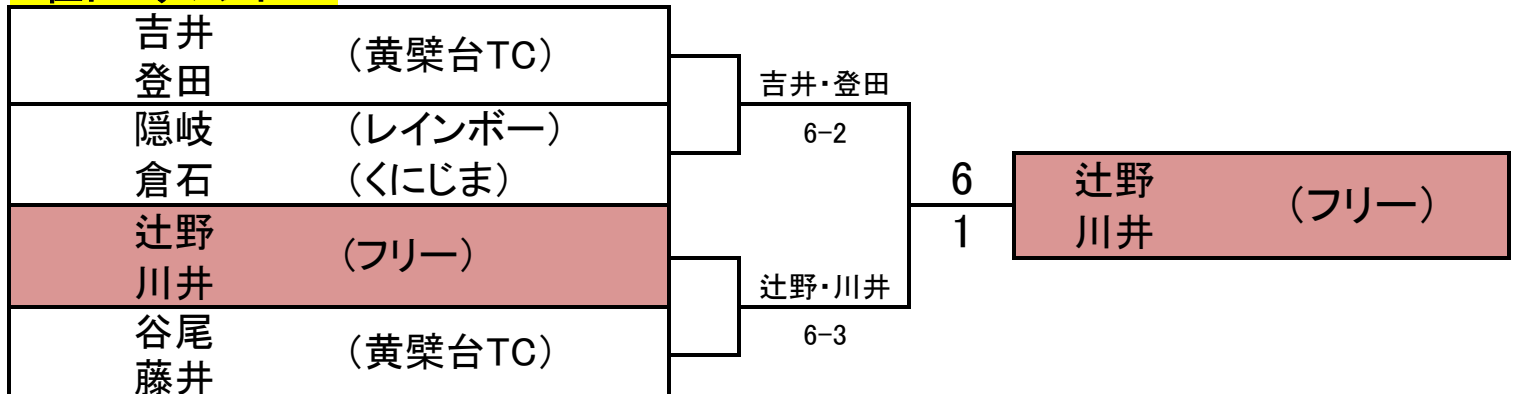 吉井
登田
(黄檗台TC)
隠岐 (レインボー)
倉石 (くにじま)
辻野
川井
(フリー)
谷尾
藤井
(黄檗台TC)
吉井・登田
6-2
辻野・川井
6-3
6
1
辻野
川井
(フリー)